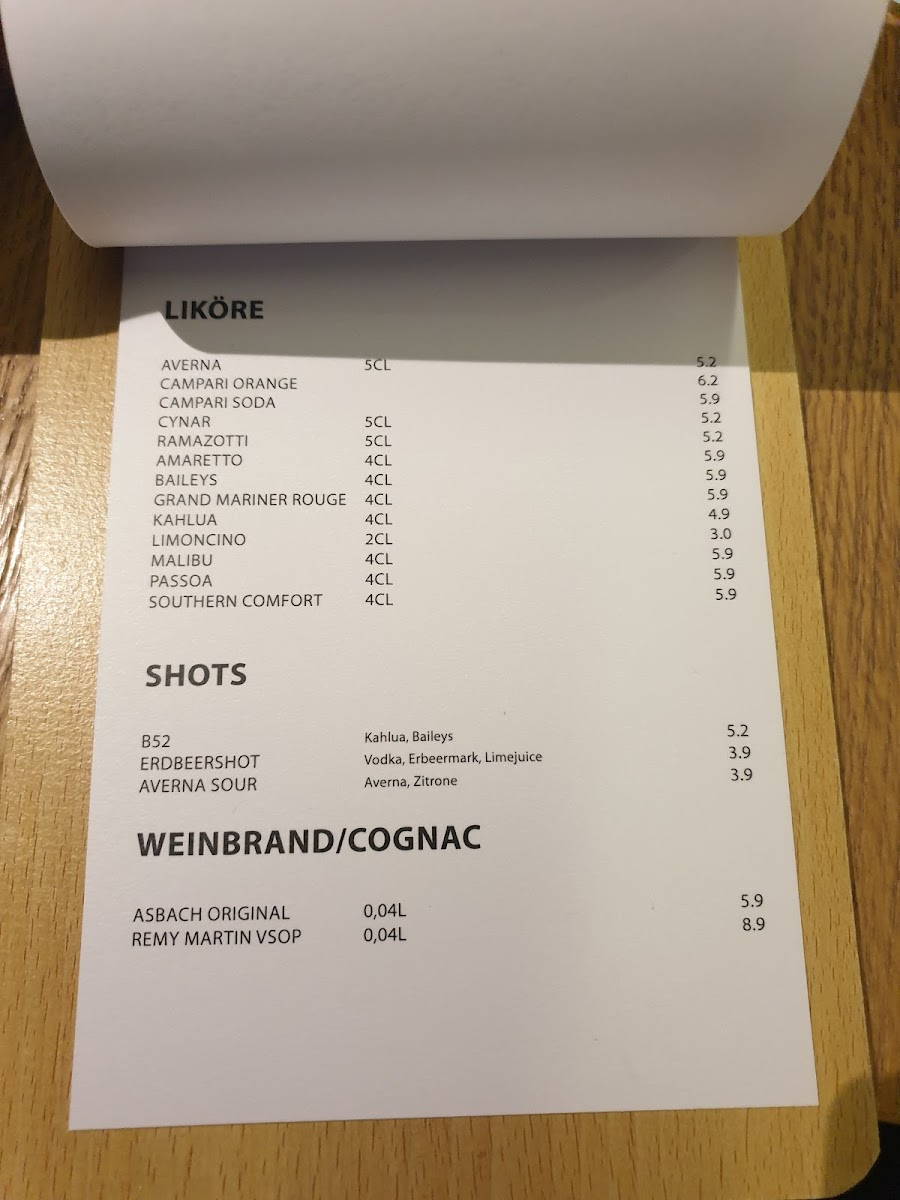 LIKÖRE
AVERNA 5CL 5.2
CAMPARI ORANGE 6.2
CAMPARI SODA 5.9
CYNAR 5CL 5.2
RAMAZOTTI 5CL 5.2
AMARETTO 4CL 5.9
BAILEYS 4CL 5.9
GRAND MARINER ROUGE 4CL 5.9
KAHLUA 4CL 4.9
LIMONCINO 2CL 3.0
MALIBU 4CL 5.9
PASSOA 4CL 5.9
SOUTHERN COMFORT 4CL 5.9
SHOTS
B52 Kahlua, Baileys 5.2
ERDBEERSHOT Vodka, Erbeermark, Limejuice 3.9
AVERNA SOUR Averna, Zitrone 3.9
WEINBRAND/COGNAC
ASBACH ORIGINAL 0,04L 5.9
REMY MARTIN VSOP 0,04L 8.9